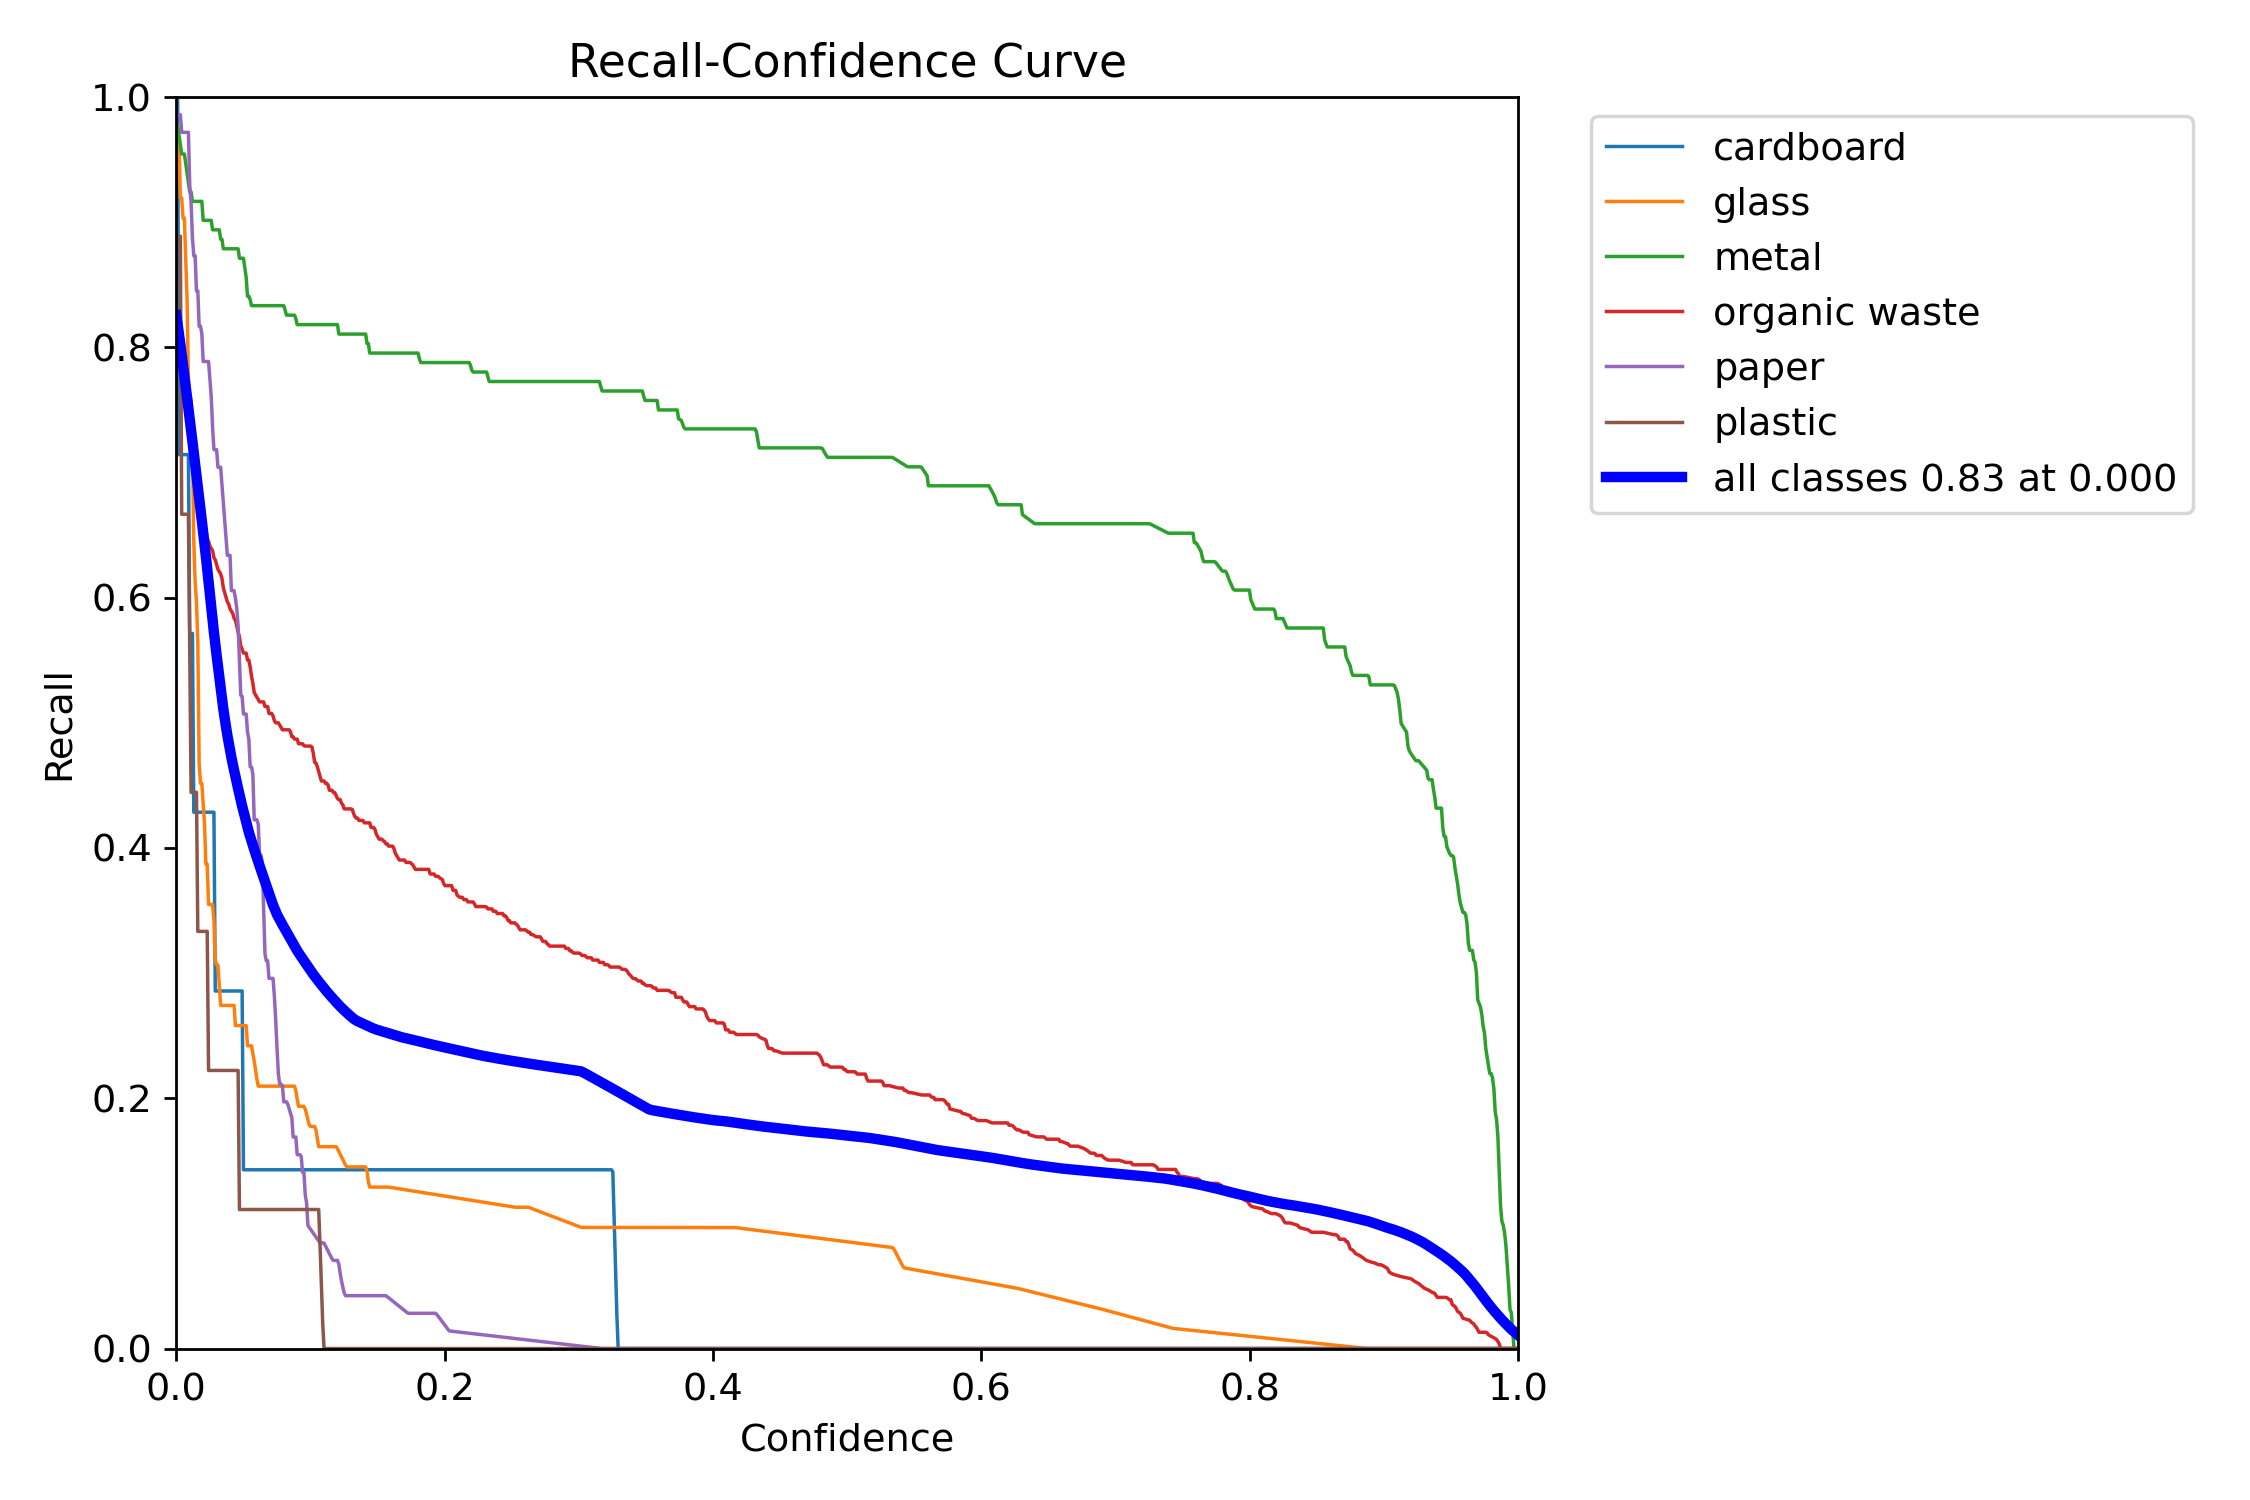 Recall-Confidence Curve
1.0
0.8
0.6
0.4
0.2
0.0
Recall
0.0 0.2 0.4 0.6 0.8 1.0
Confidence
cardboard
glass
metal
organic waste
paper
plastic
all classes 0.83 at 0.000